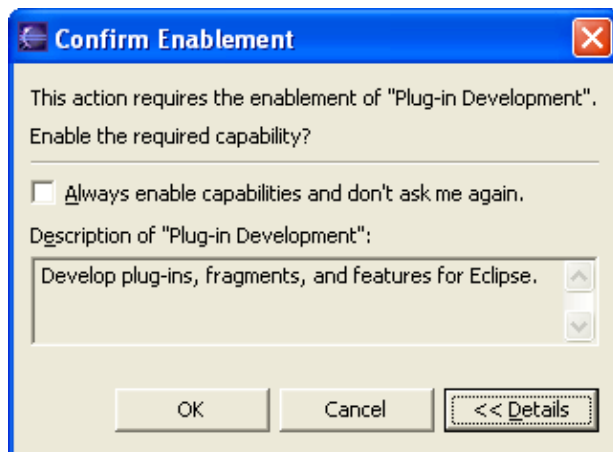 Confirm Enablement
This action requires the enablement of "Plug-in Development".
Enable the required capability?
Always enable capabilities and don't ask me again.
Description of "Plug-in Development":
Develop plug-ins, fragments, and features for Eclipse.
OK Cancel << Details